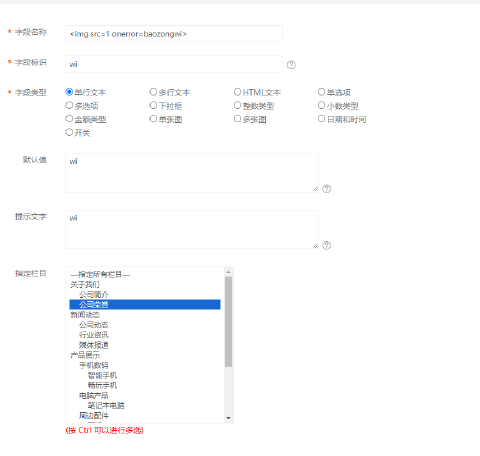 * 字段名称 <img src=1 onerror=baozongwi>
* 字段标识 wi ?
* 字段类型 单行文本 多行文本 HTML文本 单选项
多选项 下拉框 整数类型 小数类型
金额类型 单张图 多张图 日期和时间
开关
默认值 wi ?
提示文字 wi ?
指定栏目 —指定所有栏目—
关于我们
公司简介
公司荣誉
新闻动态
公司动态
行业资讯
媒体报道
产品展示
手机数码
智能手机
畅玩手机
电脑产品
笔记本电脑
周边配件
(按 Ctrl 可以进行多选)